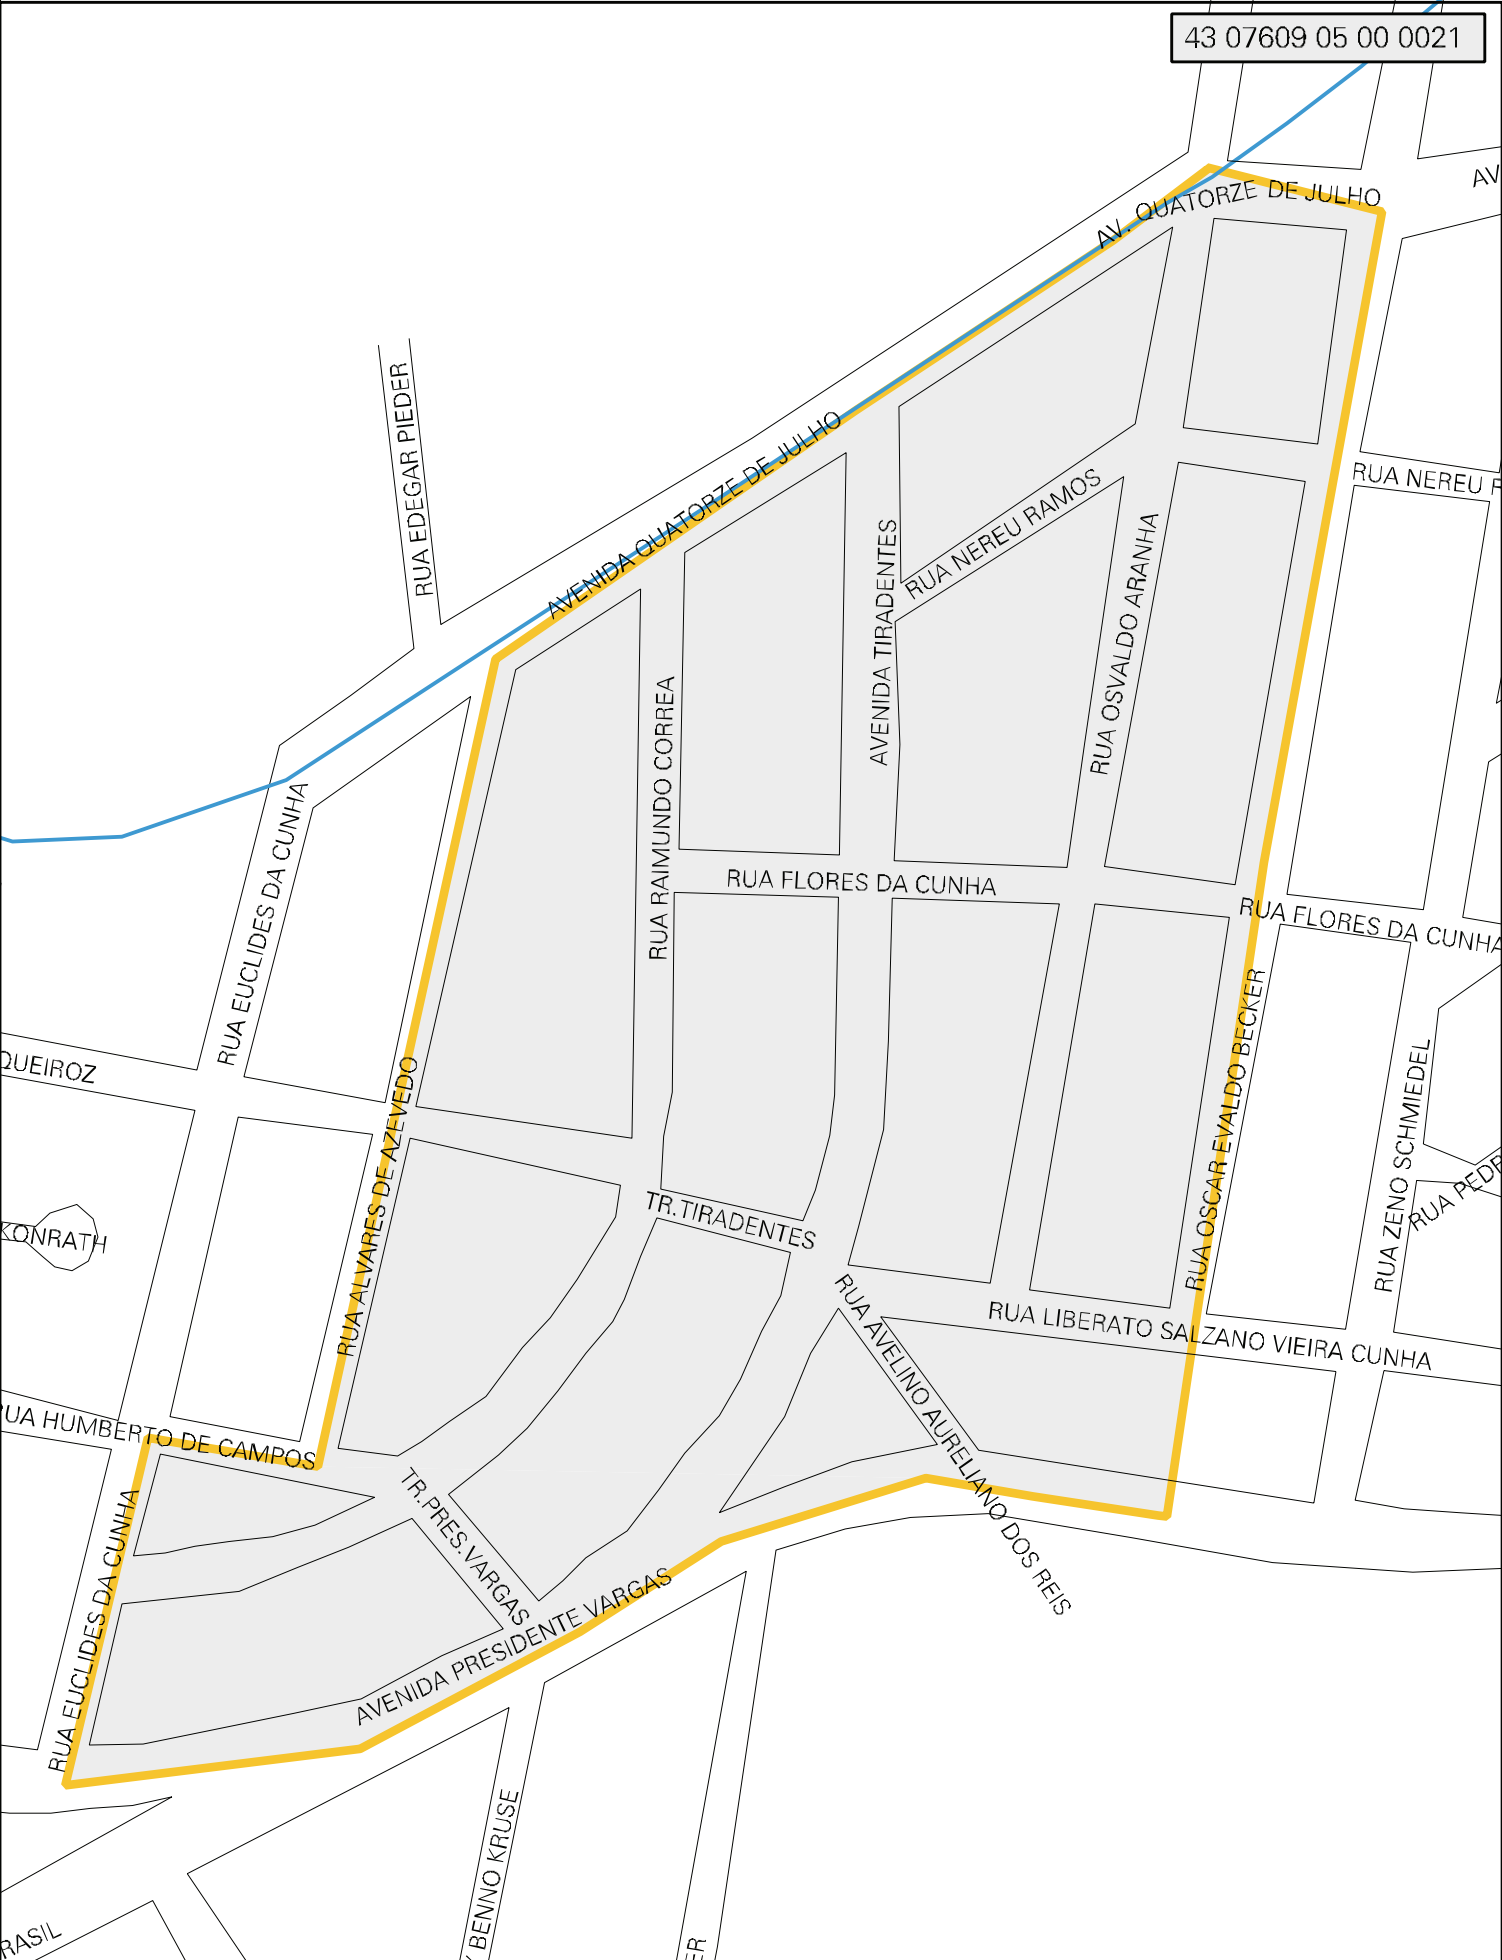 43 07609 05 00 0021
AV
AV. QUATORZE DE JULHO
RUA EDEGAR PIEDER
AVENIDA QUATORZE DE JULHO
RUA NEREU RAMOS
RUA NEREU
AVENIDA TIRADENTES
RUA OSVALDO ARANHA
RUA RAIMUNDO CORREA
RUA EUCLIDES DA CUNHA
RUA FLORES DA CUNHA
RUA FLORES DA CUNHA
QUEIROZ
RUA ALVARES DE AZEVEDO
RUA OSCAR EVALDO BECKER
RUA ZENO SCHMIEDEL
RUA PEDR
KONRATH
TR.TIRADENTES
RUA LIBERATO SALZANO VIEIRA CUNHA
RUA AVELINO AURELIANO DOS REIS
RUA HUMBERTO DE CAMPOS
TR.PRES.VARGAS
RUA EUCLIDES DA CUNHA
AVENIDA PRESIDENTE VARGAS
BENNO KRUSE
RASIL
ER